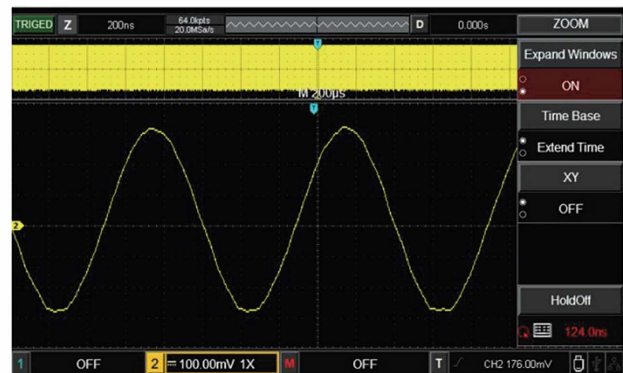 TRIGED Z 200ns 64.0kpts D 0.000s ZOOM
20.0MSa/s
T
Expand Windows
ON
M 200μs
T
Time Base
Extend Time
XY
OFF
2
HoldOff
124.0ns
1 OFF 2 100.00mV 1X M OFF T CH2 176.00mV